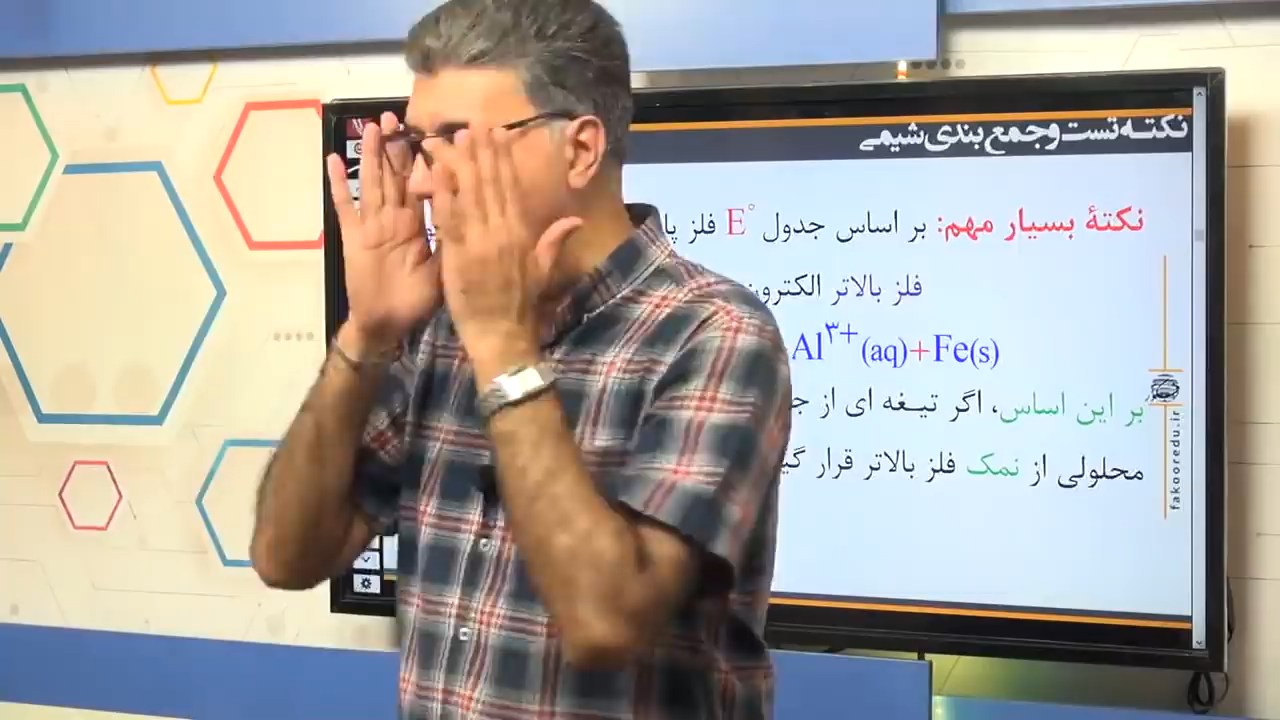 نکته تست و جمع بندی شیمی
نکتۀ بسیار مهم: بر اساس جدول E° فلز
فلز بالاتر الکترون
Al³⁺(aq)+Fe(s)
بر این اساس، اگر تیغه ای از
محلولی از نمک فلز بالاتر قرار
fakooredu.ir